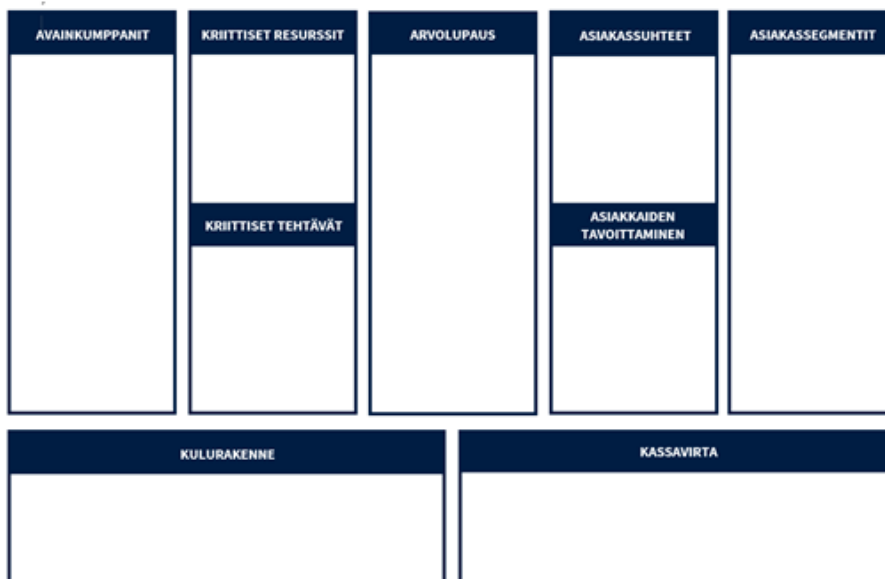 AVAINKUMPPANIT
KRIITTISET RESURSSIT
ARVOLUPAUS
ASIAKASSUHTEET
ASIAKASSEGMENTIT
KRIITTISET TEHTÄVÄT
ASIAKKAIDEN
TAVOITTAMINEN
KULURAKENNE
KASSAVIRTA